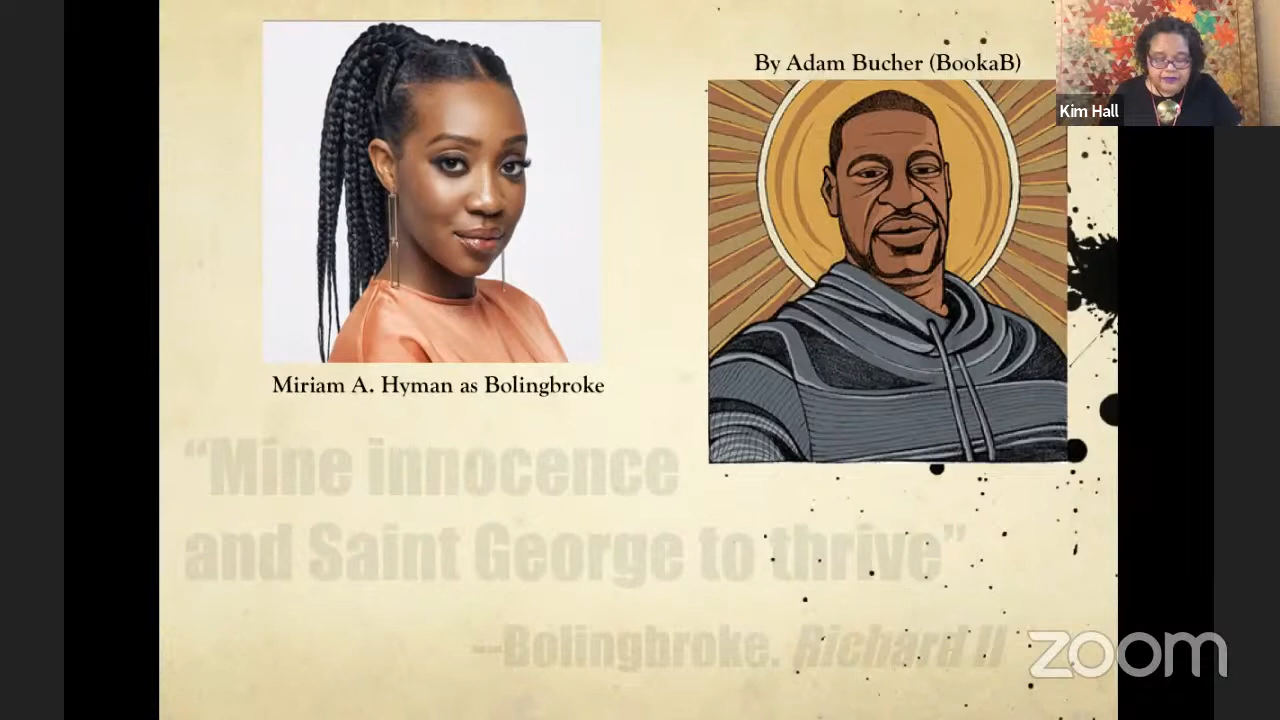 By Adam Bucher (BookaB)
Kim Hall
Miriam A. Hyman as Bolingbroke
“Mine innocence
and Saint George to thrive”
--Bolingbroke. Richard II
zoom